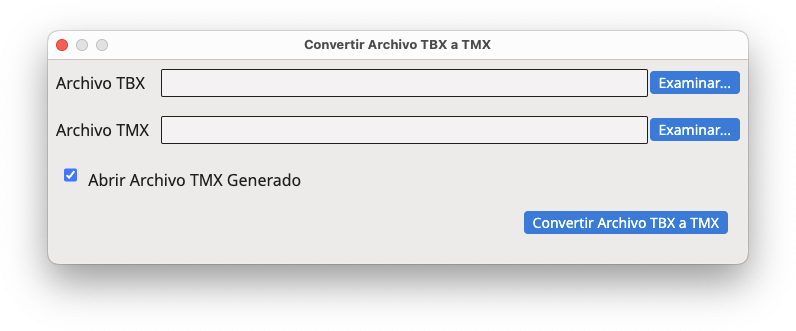 Convertir Archivo TBX a TMX
Archivo TBX Examinar...
Archivo TMX Examinar...
Abrir Archivo TMX Generado
Convertir Archivo TBX a TMX